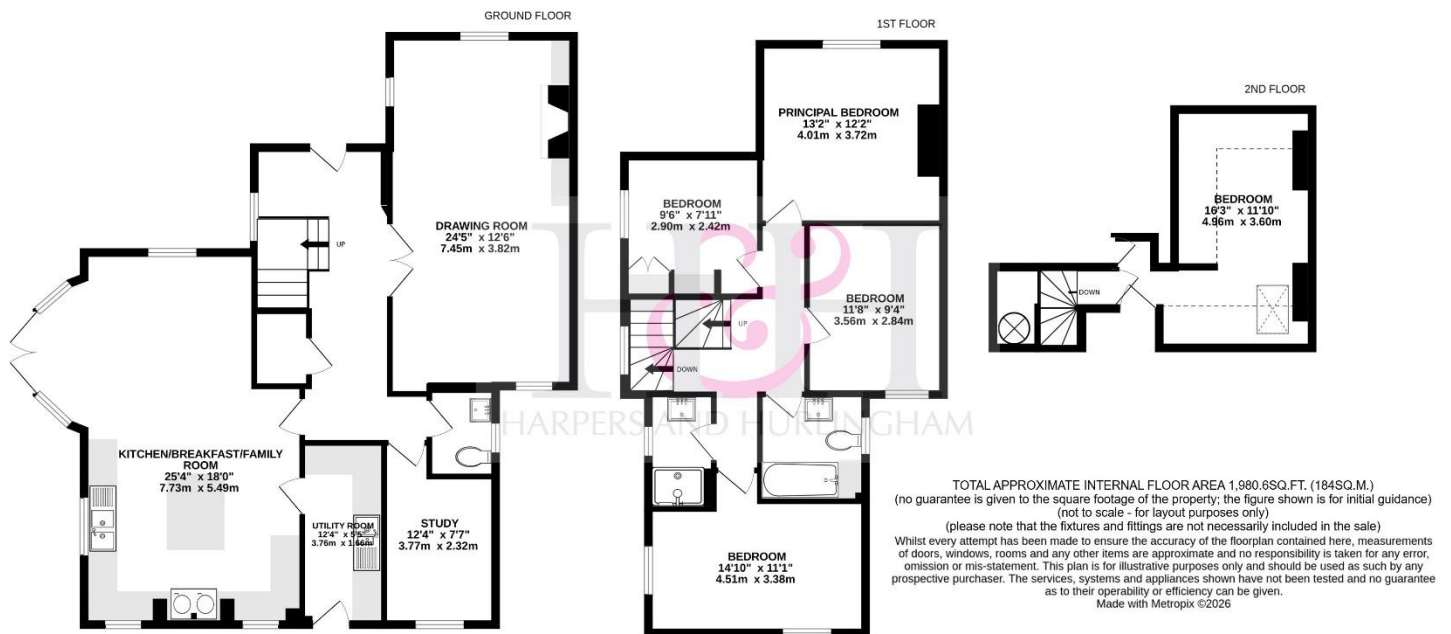 GROUND FLOOR
DRAWING ROOM
24'5" x 12'6"
7.45m x 3.82m
UP
KITCHEN/BREAKFAST/FAMILY
ROOM
25'4" x 18'0"
7.73m x 5.49m
UTILITY ROOM
12'4" x 5'5"
3.76m x 1.66m
STUDY
12'4" x 7'7"
3.77m x 2.32m
1ST FLOOR
PRINCIPAL BEDROOM
13'2" x 12'2"
4.01m x 3.72m
BEDROOM
9'6" x 7'11"
2.90m x 2.42m
BEDROOM
11'8" x 9'4"
3.56m x 2.84m
UP
DOWN
BEDROOM
14'10" x 11'1"
4.51m x 3.38m
2ND FLOOR
BEDROOM
16'3" x 11'10"
4.96m x 3.60m
DOWN
H&H
HARPERS AND HURLINGHAM
TOTAL APPROXIMATE INTERNAL FLOOR AREA 1,980.6SQ.FT. (184SQ.M.)
(no guarantee is given to the square footage of the property; the figure shown is for initial guidance)
(not to scale - for layout purposes only)
(please note that the fixtures and fittings are not necessarily included in the sale)
Whilst every attempt has been made to ensure the accuracy of the floorplan contained here, measurements
of doors, windows, rooms and any other items are approximate and no responsibility is taken for any error,
omission or mis-statement. This plan is for illustrative purposes only and should be used as such by any
prospective purchaser. The services, systems and appliances shown have not been tested and no guarantee
as to their operability or efficiency can be given.
Made with Metropix ©2026